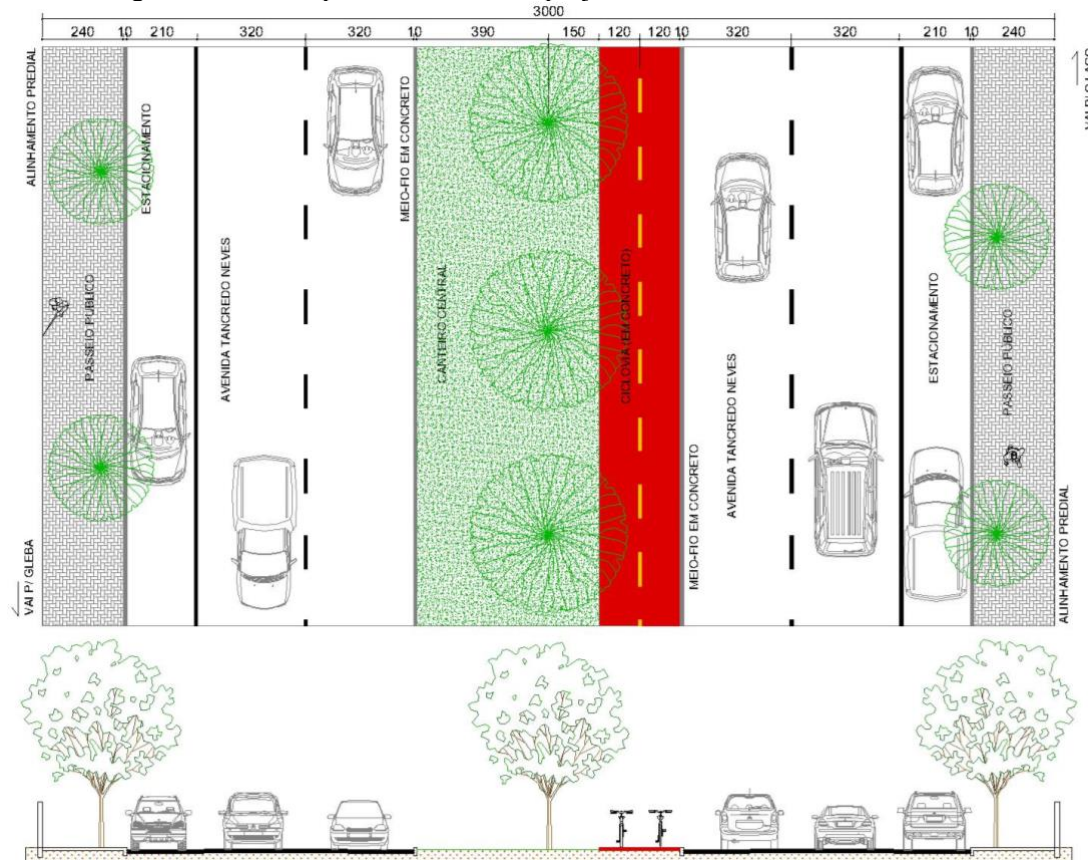 3000
240 10 210 320 320 10 390 150 120 120 10 320 320 210 10 240
ALINHAMENTO PREDIAL
ESTACIONAMENTO
MEIO-FIO EM CONCRETO
PASSEIO PÚBLICO
AVENIDA TANCREDO NEVES
CANTEIRO CENTRAL
CICLOVIA (EM CONCRETO)
AVENIDA TANCREDO NEVES
ESTACIONAMENTO
PASSEIO PÚBLICO
MEIO-FIO EM CONCRETO
VAI P/ GLEBA
ALINHAMENTO PREDIAL